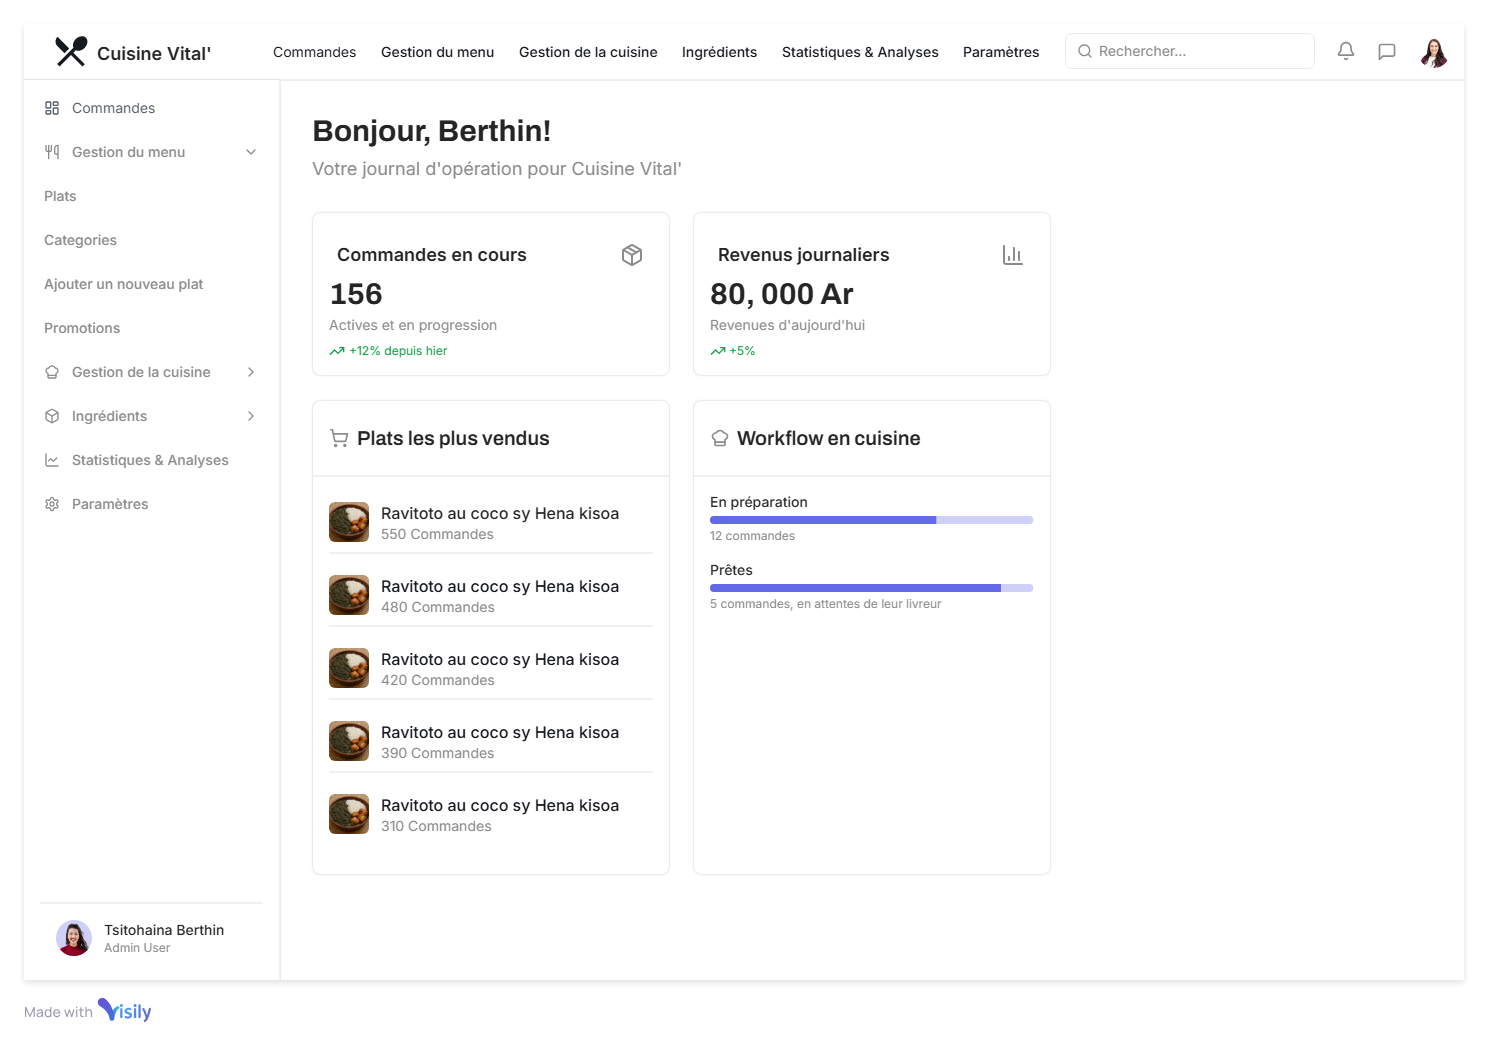 Cuisine Vital'
Commandes
Gestion du menu
Gestion de la cuisine
Ingrédients
Statistiques & Analyses
Paramètres
Rechercher...
Commandes
Gestion du menu
Plats
Categories
Ajouter un nouveau plat
Promotions
Gestion de la cuisine
Ingrédients
Statistiques & Analyses
Paramètres
Tsitohaina Berthin
Admin User
Bonjour, Berthin!
Votre journal d'opération pour Cuisine Vital'
Commandes en cours
156
Actives et en progression
+12% depuis hier
Revenus journaliers
80, 000 Ar
Revenues d'aujourd'hui
+5%
Plats les plus vendus
Ravitoto au coco sy Hena kisoa
550 Commandes
Ravitoto au coco sy Hena kisoa
480 Commandes
Ravitoto au coco sy Hena kisoa
420 Commandes
Ravitoto au coco sy Hena kisoa
390 Commandes
Ravitoto au coco sy Hena kisoa
310 Commandes
Workflow en cuisine
En préparation
12 commandes
Prêtes
5 commandes, en attentes de leur livreur
Made with Visily